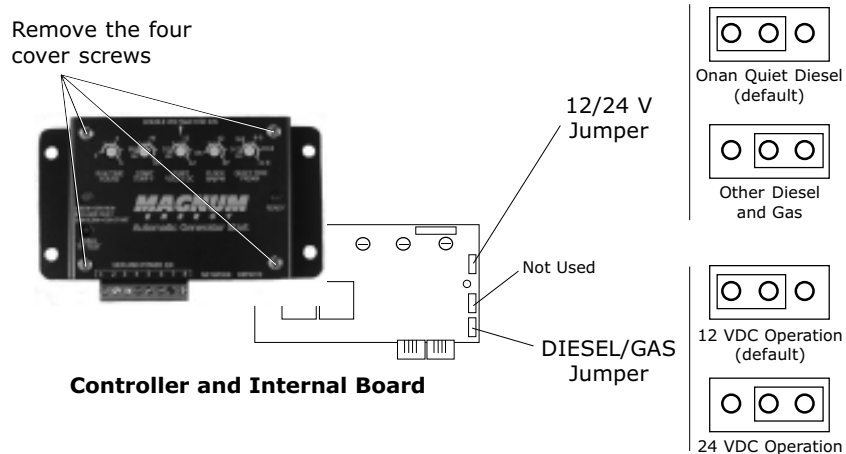 Remove the four
cover screws
MAGNUM
ENERGY
Automatic Generator Start
12/24 V
Jumper
Not Used
DIESEL/GAS
Jumper
Controller and Internal Board
Onan Quiet Diesel
(default)
Other Diesel
and Gas
12 VDC Operation
(default)
24 VDC Operation